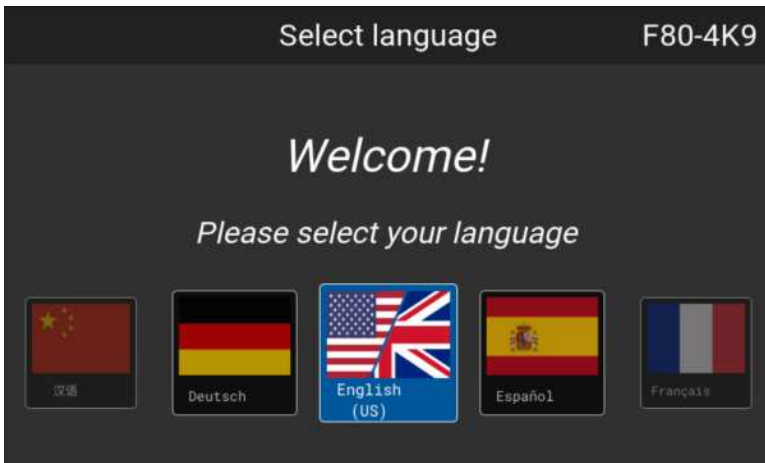 Select language F80-4K9
Welcome!
Please select your language
汉语 Deutsch English Español Français
(US)